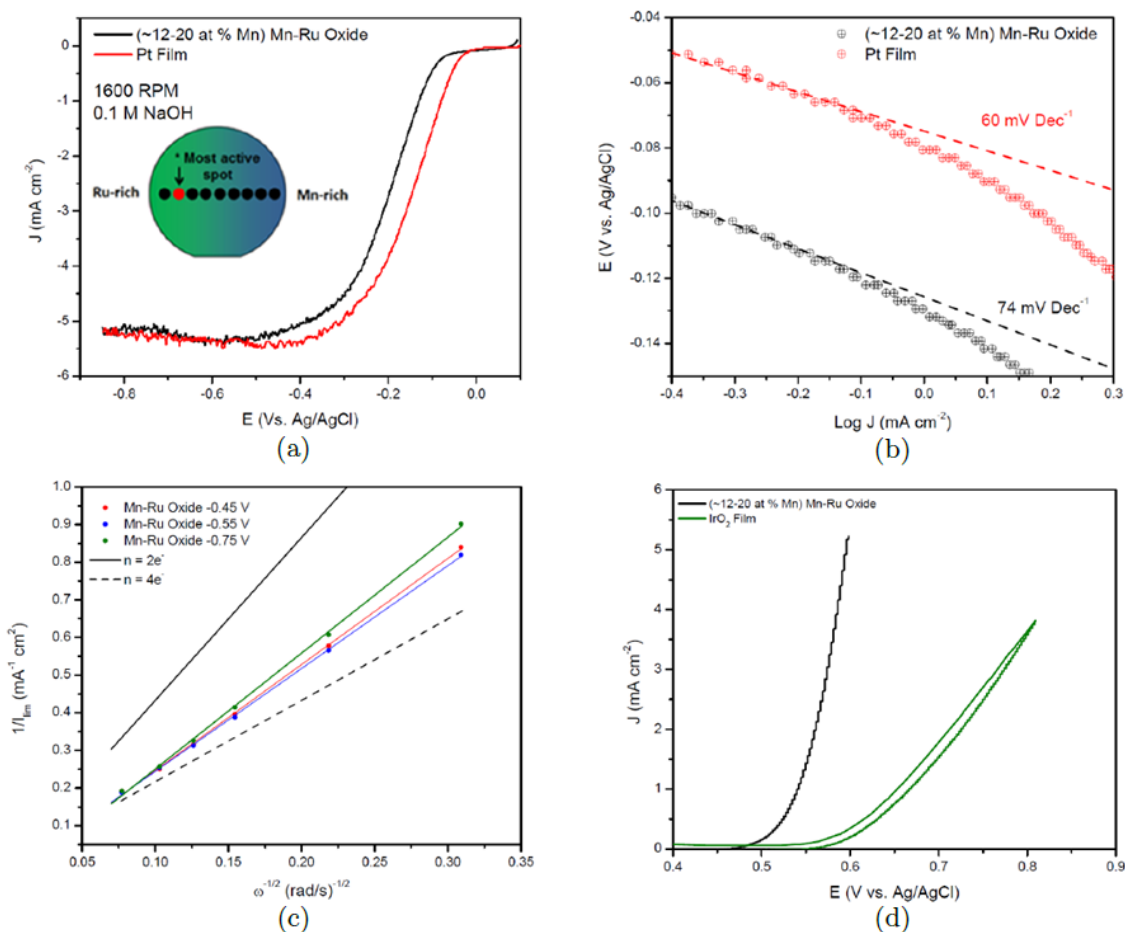 (~12-20 at % Mn) Mn-Ru Oxide
Pt Film
1600 RPM
0.1 M NaOH
* Most active
spot
Ru-rich
Mn-rich
0
-1
-2
-3
-4
-5
-6
J (mA cm⁻²)
-0.8 -0.6 -0.4 -0.2 0.0
E (Vs. Ag/AgCl)
(a)
(~12-20 at % Mn) Mn-Ru Oxide
Pt Film
60 mV Dec⁻¹
74 mV Dec⁻¹
-0.04
-0.06
-0.08
-0.10
-0.12
-0.14
E (V vs. Ag/AgCl)
-0.4 -0.3 -0.2 -0.1 0.0 0.1 0.2 0.3
Log J (mA cm⁻²)
(b)
Mn-Ru Oxide -0.45 V
Mn-Ru Oxide -0.55 V
Mn-Ru Oxide -0.75 V
n = 2e⁻
n = 4e⁻
1.0
0.9
0.8
0.7
0.6
0.5
0.4
0.3
0.2
0.1
1/I_lim (mA⁻¹ cm²)
0.05 0.10 0.15 0.20 0.25 0.30 0.35
ω⁻¹/² (rad/s)⁻¹/²
(c)
(~12-20 at % Mn) Mn-Ru Oxide
IrO₂ Film
6
5
4
3
2
1
0
J (mA cm⁻²)
0.4 0.5 0.6 0.7 0.8 0.9
E (V vs. Ag/AgCl)
(d)